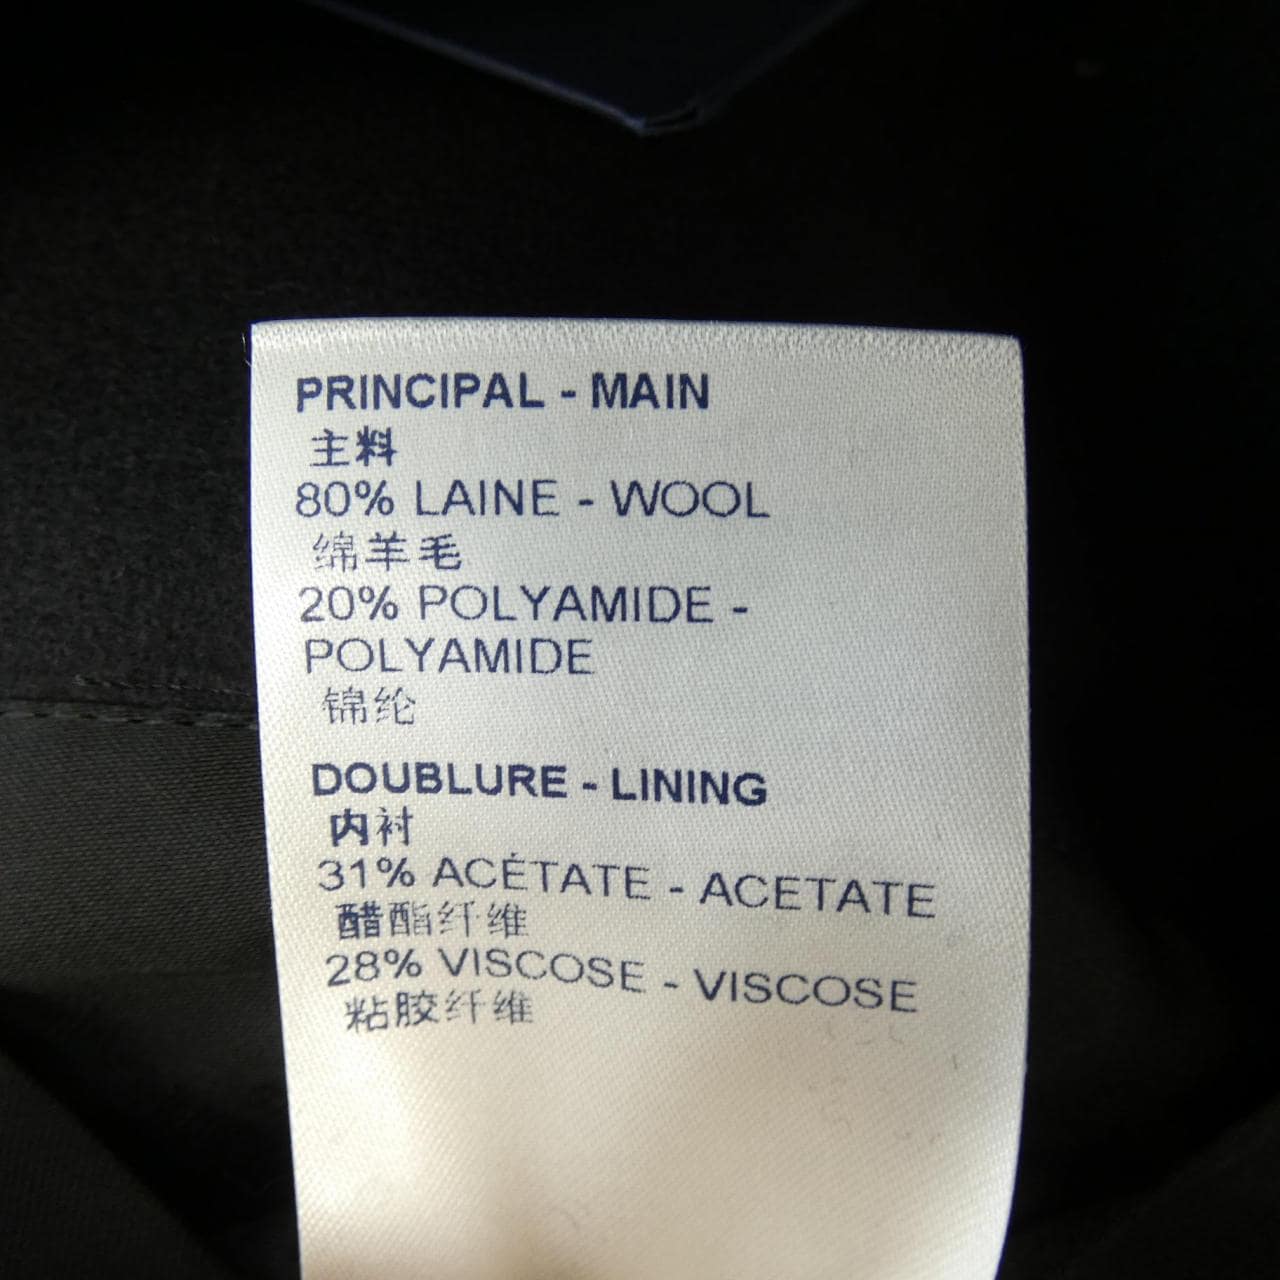 PRINCIPAL - MAIN
主料
80% LAINE - WOOL
绵羊毛
20% POLYAMIDE -
POLYAMIDE
锦纶
DOUBLURE - LINING
内衬
31% ACÉTATE - ACETATE
醋酯纤维
28% VISCOSE - VISCOSE
粘胶纤维